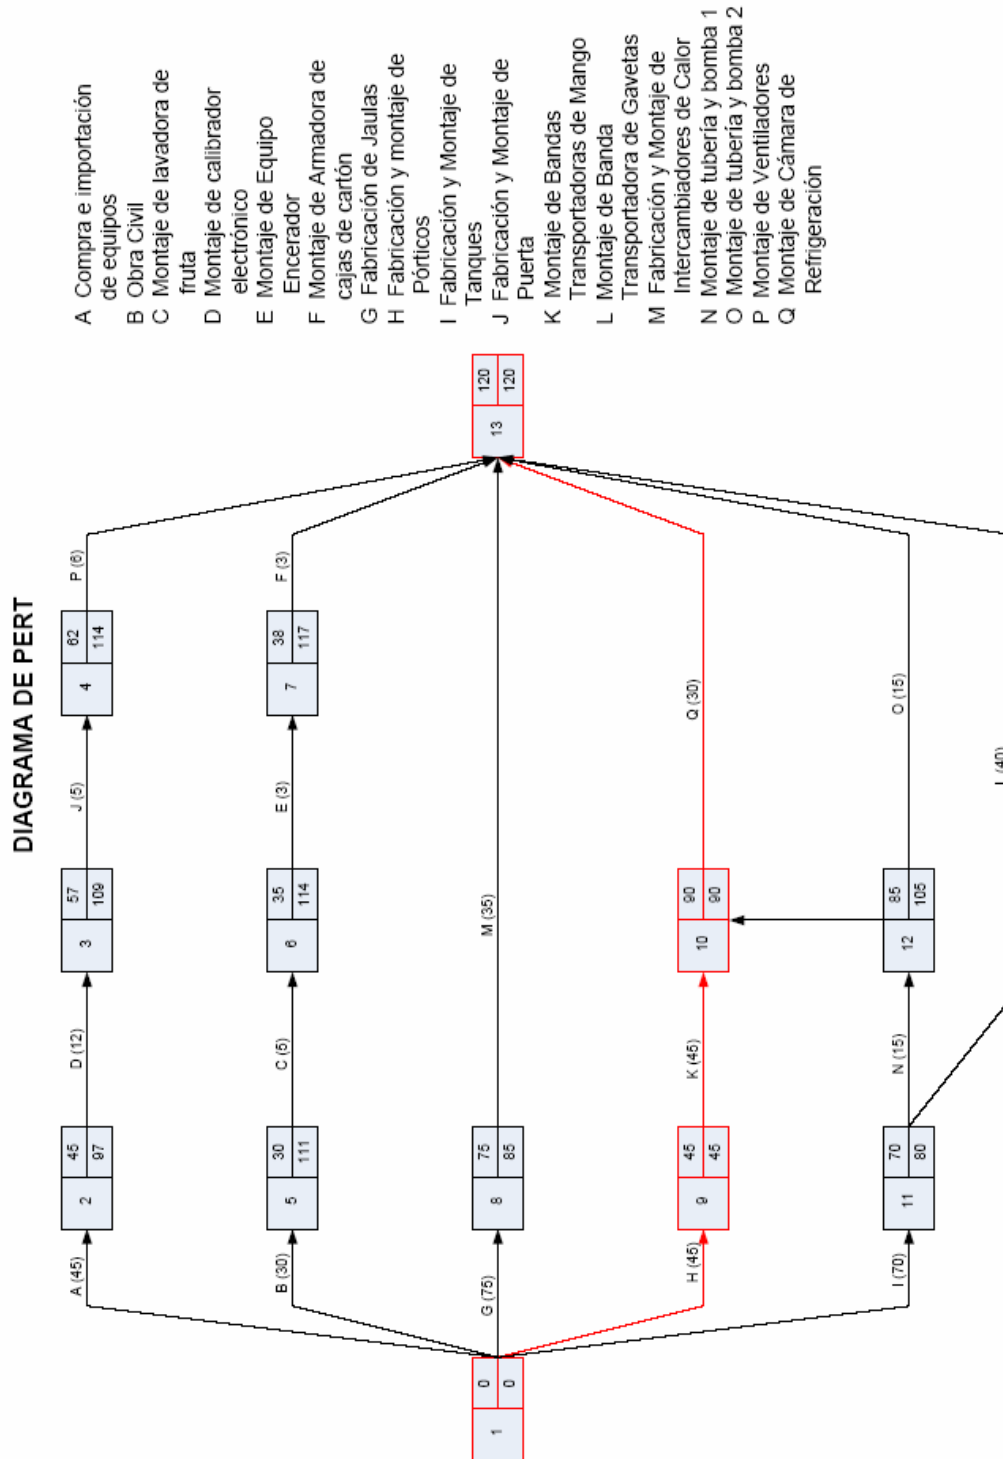 DIAGRAMA DE PERT
A (45)
2
45
97
D (12)
3
57
109
J (5)
4
62
114
P (6)
B (30)
5
30
111
C (5)
6
35
114
E (3)
7
38
117
F (3)
1
0
0
G (75)
8
75
85
M (35)
13
120
120
H (45)
9
45
45
K (45)
10
90
90
Q (30)
I (70)
11
70
80
N (15)
12
85
105
O (15)
L (40)
A Compra e importación
de equipos
B Obra Civil
C Montaje de lavadora de
fruta
D Montaje de calibrador
electrónico
E Montaje de Equipo
Encerador
F Montaje de Armadora de
cajas de cartón
G Fabricación de Jaulas
H Fabricación y montaje de
Pórticos
I Fabricación y Montaje de
Tanques
J Fabricación y Montaje de
Puerta
K Montaje de Bandas
Transportadoras de Mango
L Montaje de Banda
Transportadora de Gavetas
M Fabricación y Montaje de
Intercambiadores de Calor
N Montaje de tubería y bomba 1
O Montaje de tubería y bomba 2
P Montaje de Ventiladores
Q Montaje de Cámara de
Refrigeración